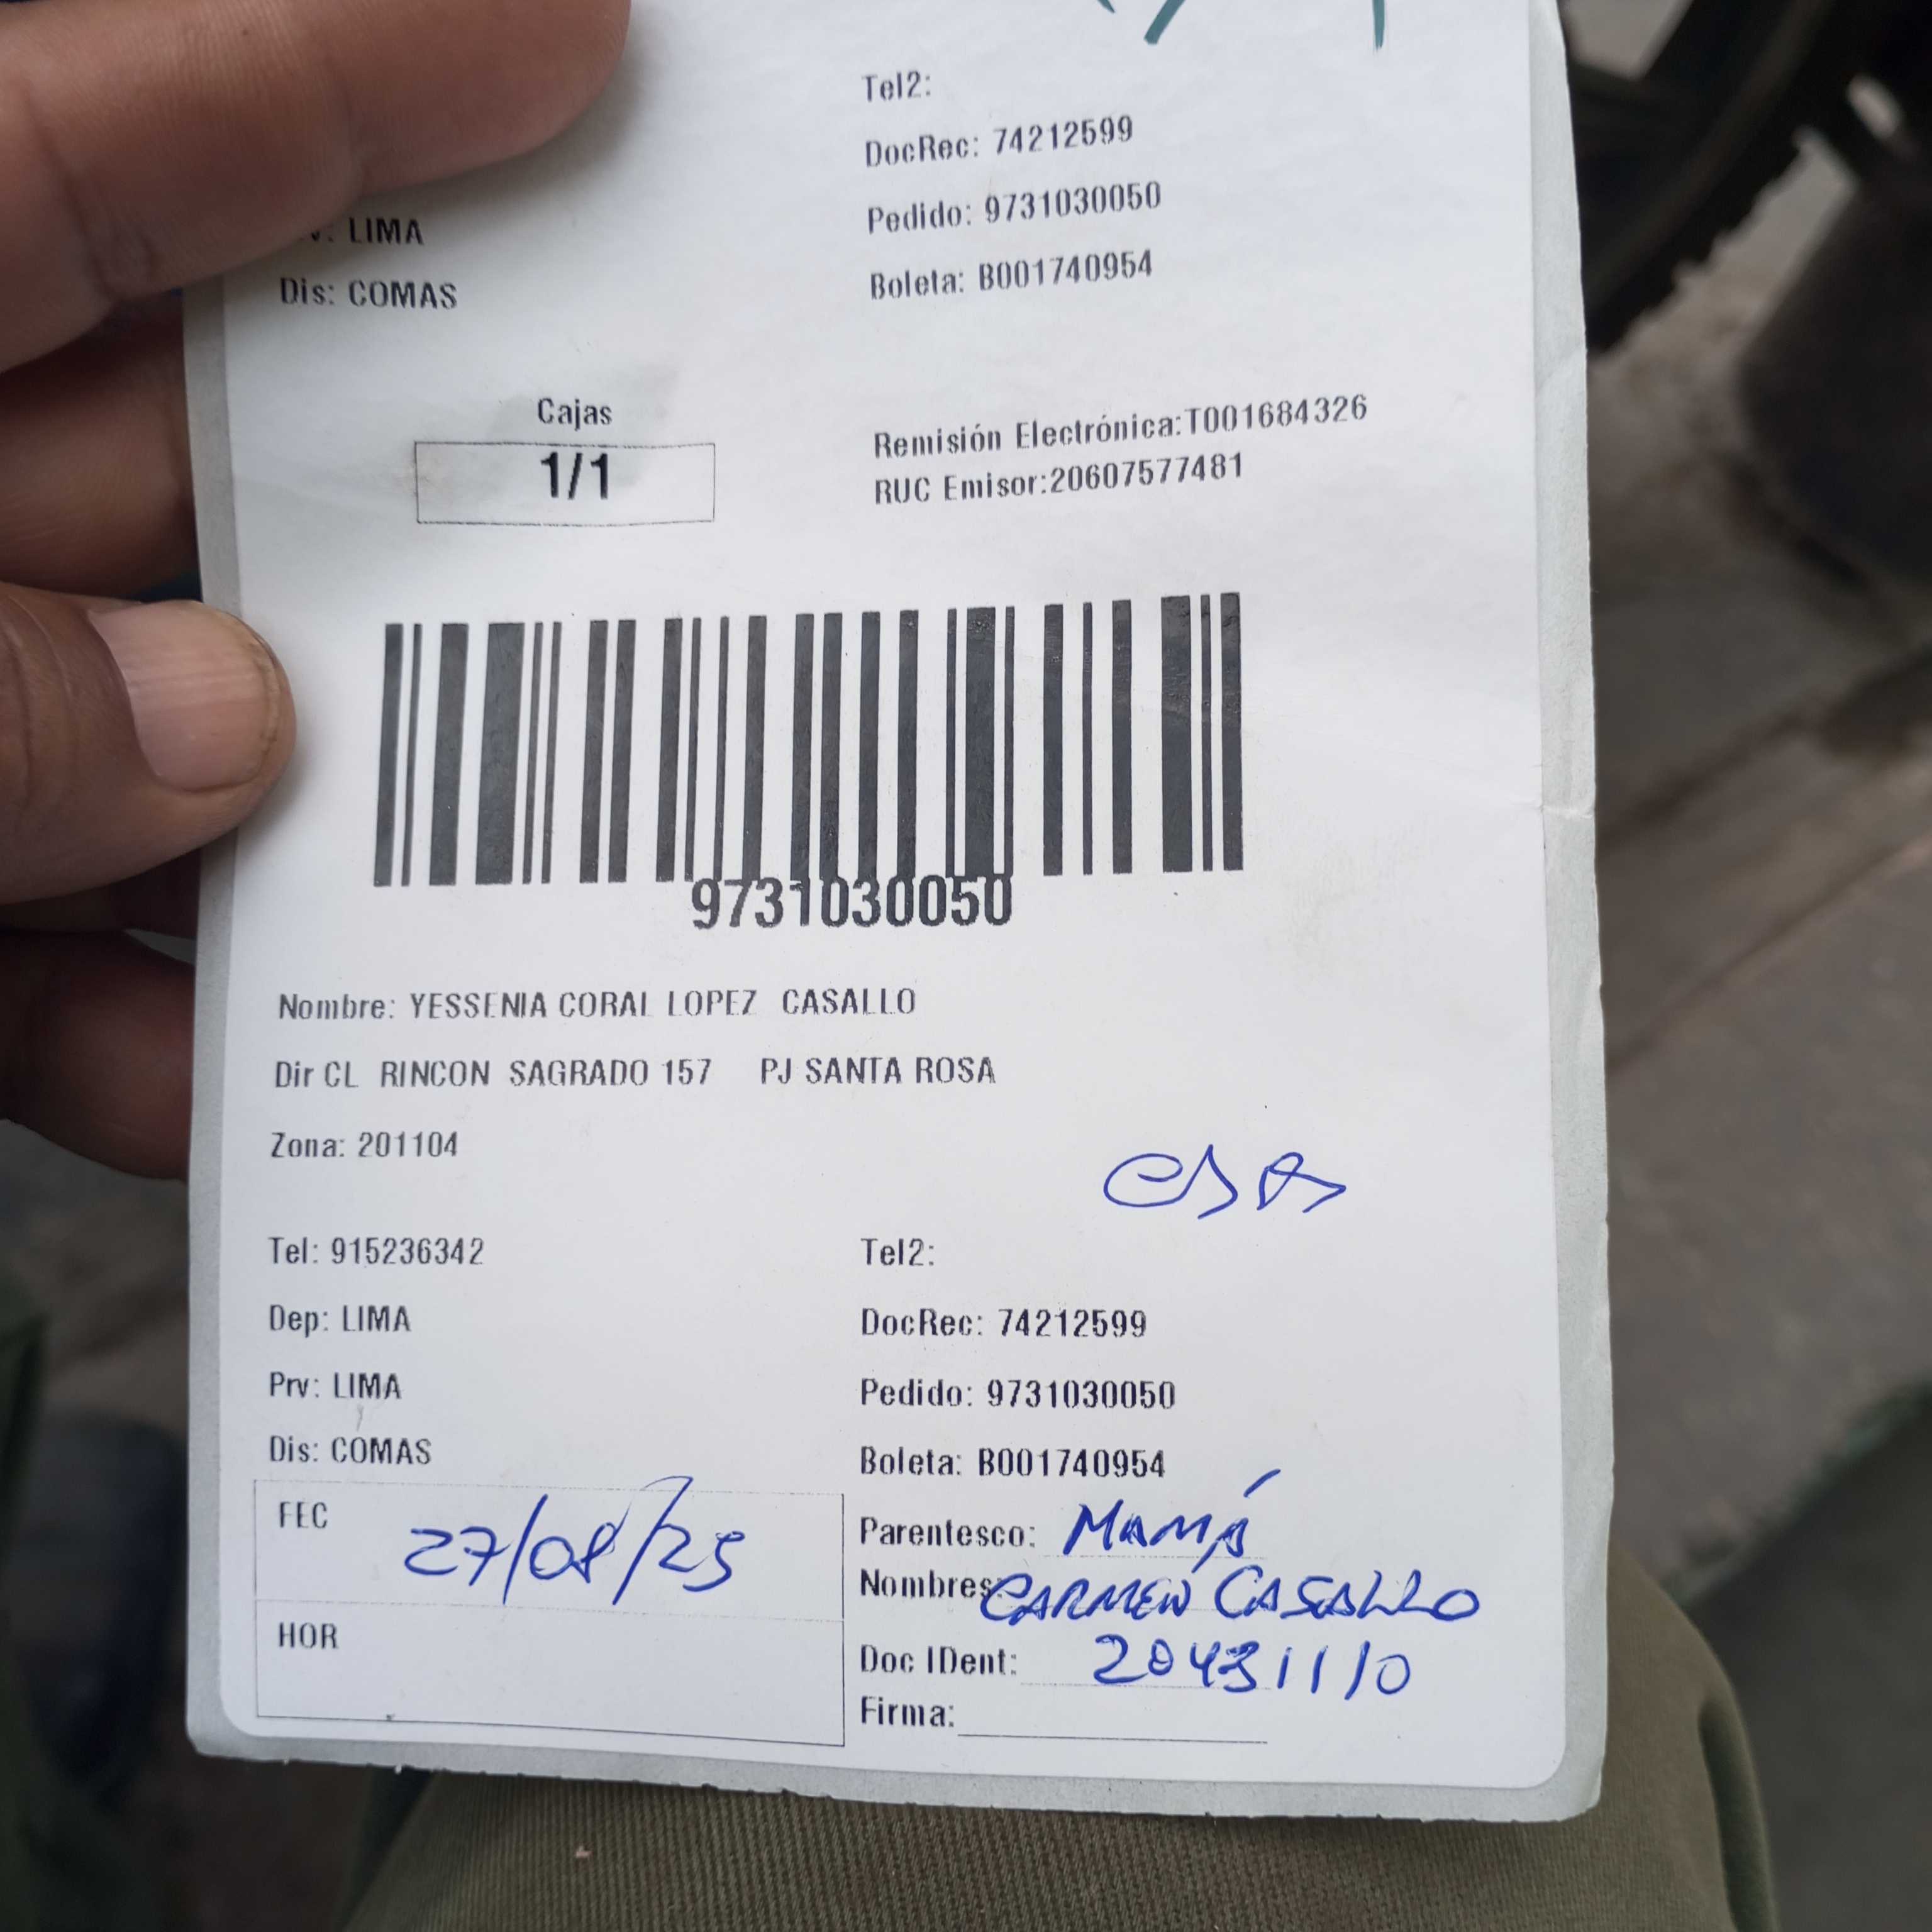 Tel2:
DocRec: 74212599
Pedido: 9731030050
LIMA
Dis: COMAS
Boleta: B001740954
Cajas
1/1
Remisión Electrónica:T001684326
RUC Emisor:20607577481
9731030050
Nombre: YESSENIA CORAL LOPEZ CASALLO
Dir CL RINCON SAGRADO 157 PJ SANTA ROSA
Zona: 201104
Tel: 915236342
Tel2:
Dep: LIMA
DocRec: 74212599
Prv: LIMA
Pedido: 9731030050
Dis: COMAS
Boleta: B001740954
FEC 27/08/25
Parentesco: MAMÁ
Nombres: CARMEN CASALLO
HOR
Doc IDent: 20431110
Firma: